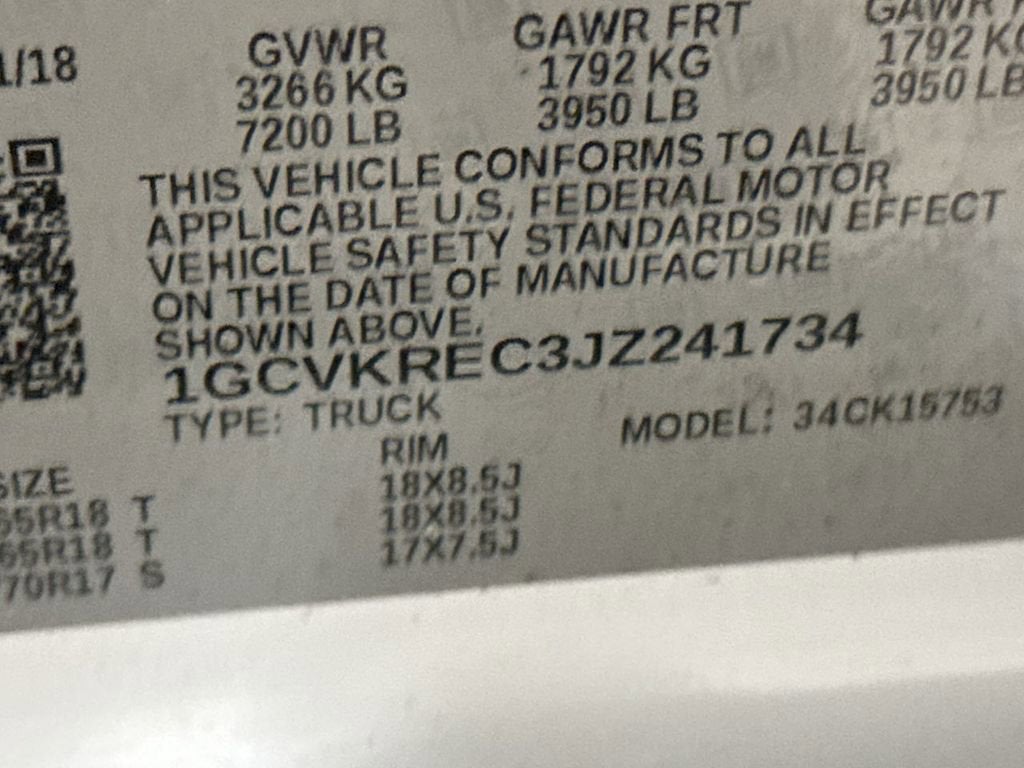 1/18
GVWR
3266 KG
7200 LB
GAWR FRT
1792 KG
3950 LB
GAWR
1792 KG
3950 LB
THIS VEHICLE CONFORMS TO ALL
APPLICABLE U.S. FEDERAL MOTOR
VEHICLE SAFETY STANDARDS IN EFFECT
ON THE DATE OF MANUFACTURE
SHOWN ABOVE.
1GCVKREC3JZ241734
TYPE: TRUCK
MODEL: 34CK15753
SIZE
RIM
65R18 T
18X8.5J
65R18 T
18X8.5J
70R17 S
17X7.5J